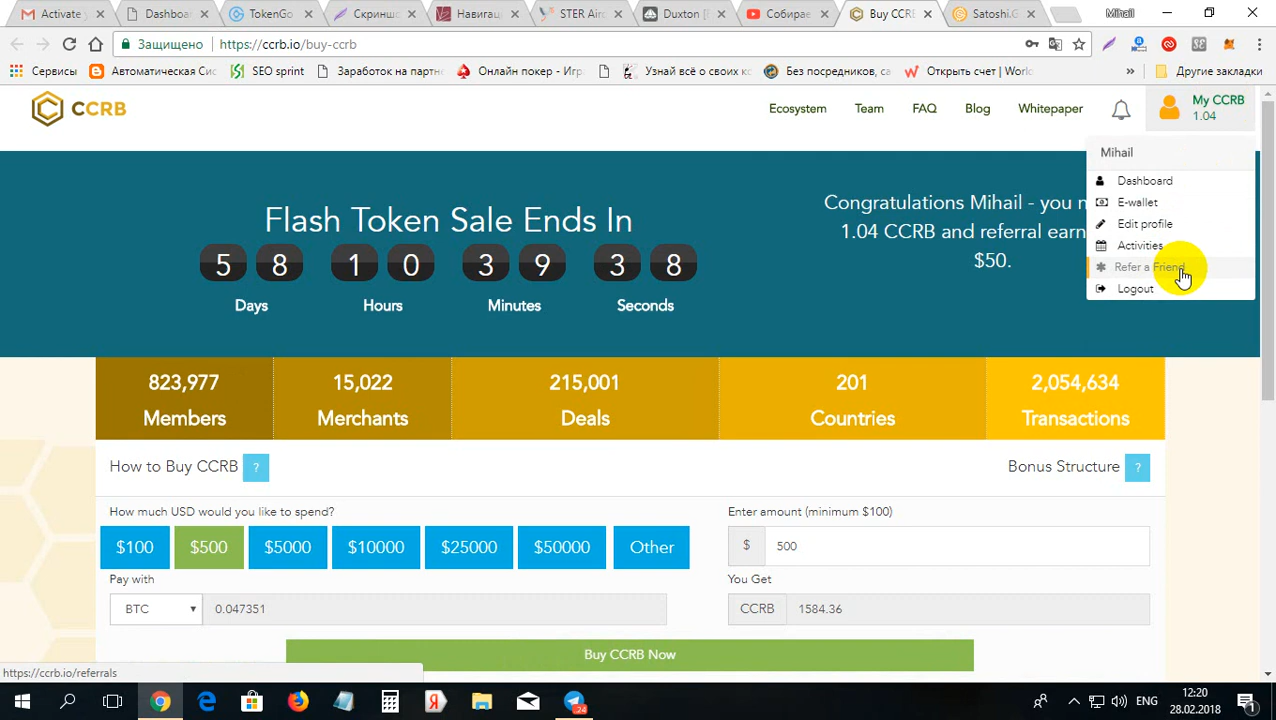 Activate y
Dashboa
TokenGo
Скриншо
Навигац
STER Air
Duxton |
Собирае
Buy CCR
Satoshi.G
Mihail
Защищено
https://ccrb.io/buy-ccrb
Сервисы
Автоматическая Сис
SEO sprint
Заработок на партн
Онлайн покер - Игр
Узнай всё о своих ко
Без посредников, са
Открыть счет | Worl
»
Другие закладки
CCRB
Ecosystem
Team
FAQ
Blog
Whitepaper
My CCRB
1.04
Mihail
Dashboard
E-wallet
Edit profile
Activities
Refer a Friend
Logout
Flash Token Sale Ends In
5 8 1 0 3 9 3 8
Days Hours Minutes Seconds
Congratulations Mihail - you
1.04 CCRB and referral earn
$50.
823,977 15,022 215,001 201 2,054,634
Members Merchants Deals Countries Transactions
How to Buy CCRB ?
Bonus Structure ?
How much USD would you like to spend?
Enter amount (minimum $100)
$100 $500 $5000 $10000 $25000 $50000 Other
$ 500
Pay with
You Get
BTC 0.047351
CCRB 1584.36
Buy CCRB Now
https://ccrb.io/referrals
24
ENG
12:20
28.02.2018
1